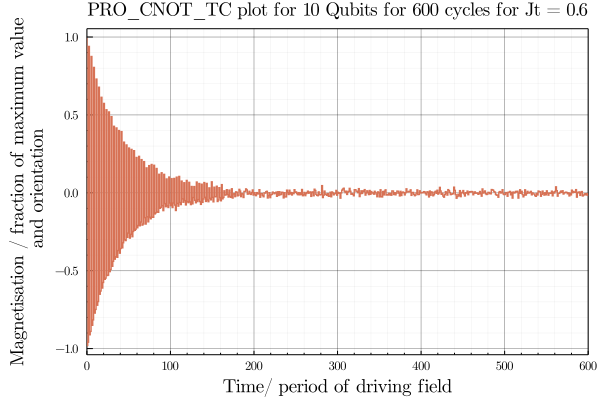 PRO_CNOT_TC plot for 10 Qubits for 600 cycles for Jt = 0.6
Magnetisation / fraction of maximum value
and orientation
1.0
0.5
0.0
−0.5
−1.0
0 100 200 300 400 500 600
Time/ period of driving field